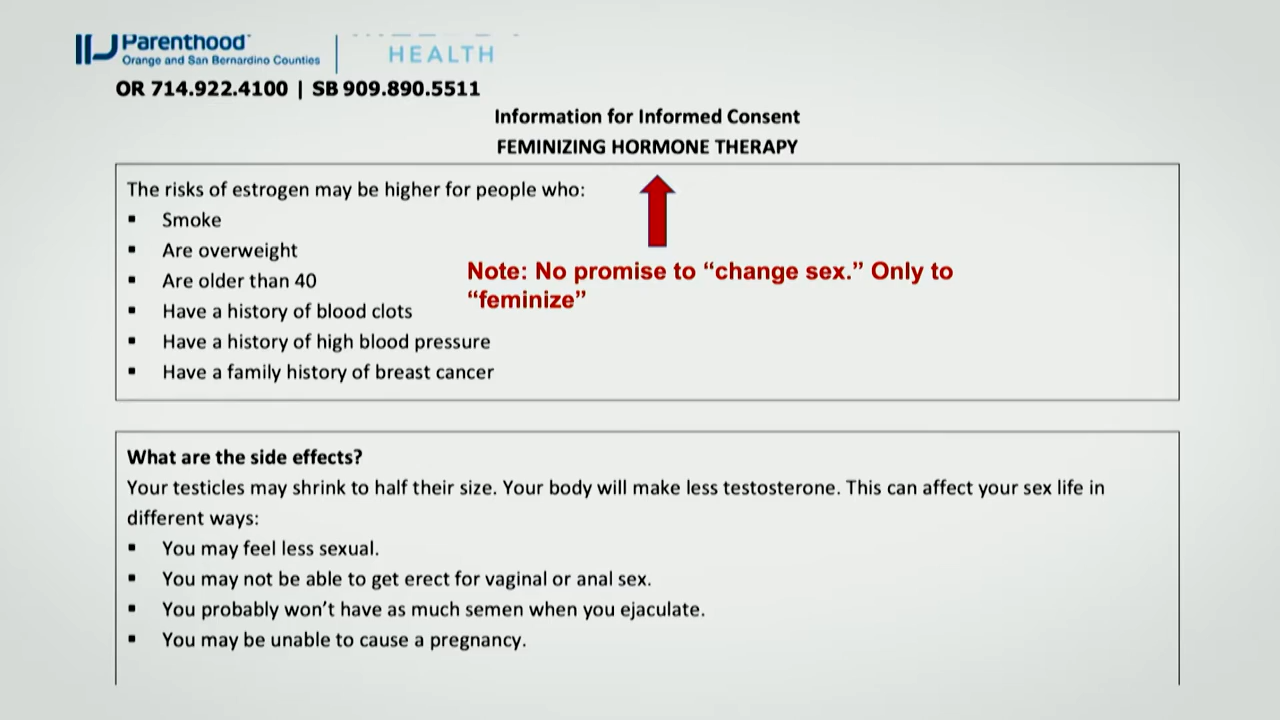 Parenthood
Orange and San Bernardino Counties
HEALTH
OR 714.922.4100 | SB 909.890.5511
Information for Informed Consent
FEMINIZING HORMONE THERAPY
The risks of estrogen may be higher for people who:
▪ Smoke
▪ Are overweight
▪ Are older than 40
▪ Have a history of blood clots
▪ Have a history of high blood pressure
▪ Have a family history of breast cancer
Note: No promise to “change sex.” Only to
“feminize”
What are the side effects?
Your testicles may shrink to half their size. Your body will make less testosterone. This can affect your sex life in
different ways:
▪ You may feel less sexual.
▪ You may not be able to get erect for vaginal or anal sex.
▪ You probably won’t have as much semen when you ejaculate.
▪ You may be unable to cause a pregnancy.